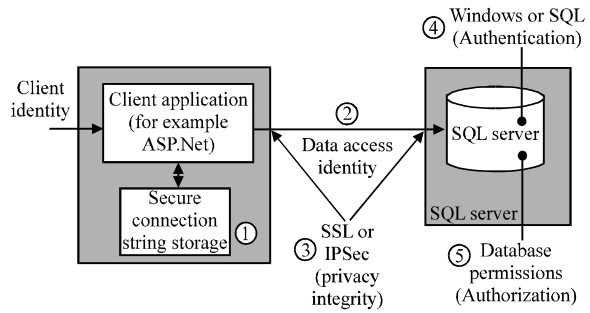 Client
identity
Client application
(for example
ASP.Net)
Secure
connection
string storage
1
2
Data access
identity
3
SSL or
IPSec
(privacy
integrity)
4
Windows or SQL
(Authentication)
SQL server
SQL server
5
Database
permissions
(Authorization)